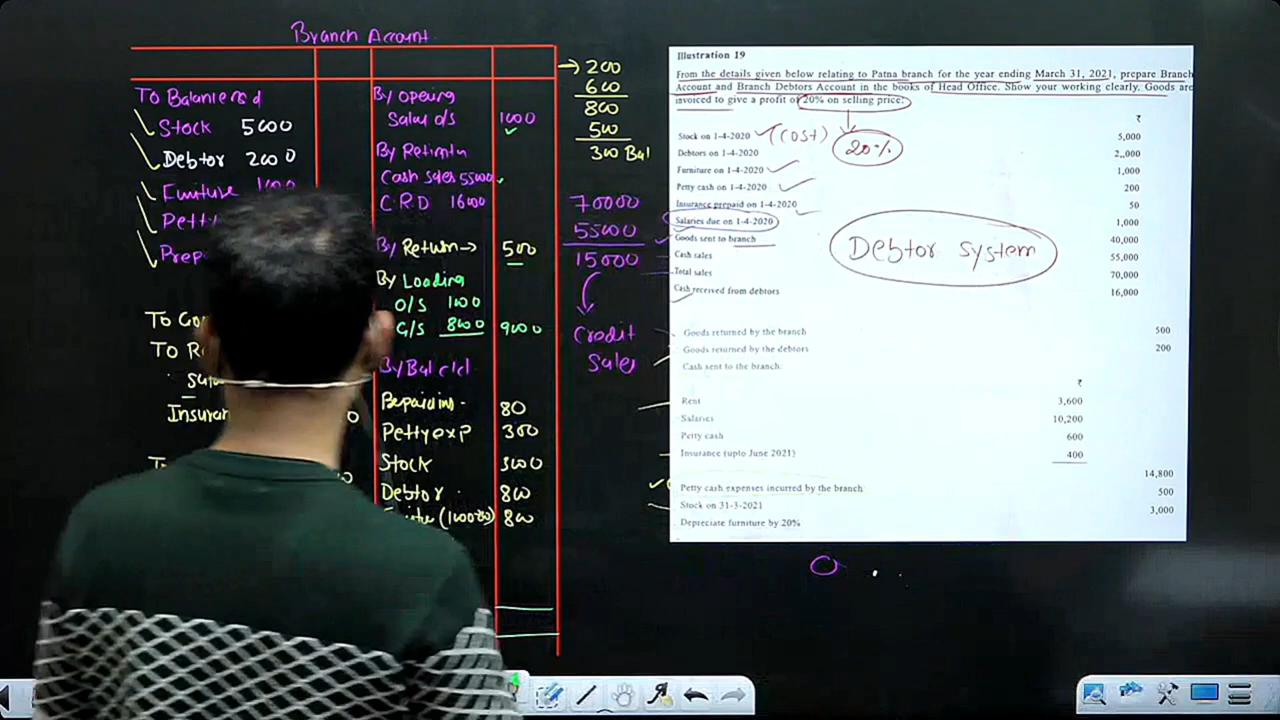 Branch Account
To Balance b/d
Stock 5000
Debtor 2000
Furniture 1000
Petty
Prep
To
To R
Insuran
By Opening
Salary o/s 1000
By Remittance
Cash sales 55000
C.R.D 16000
By Return → 500
By Loading
O/S 1000
G/S 8000 9000
By Bal c/d
Prepaid ins. 80
Petty exp 300
Stock 3000
Debtor 800
(1000-200) 800
→ 200
600
800
500
300 Bal
70000
55000
15000
Credit
Sales
Illustration 19
From the details given below relating to Patna branch for the year ending March 31, 2021, prepare Branch
Account and Branch Debtors Account in the books of Head Office. Show your working clearly. Goods are
invoiced to give a profit of 20% on selling price:
₹
Stock on 1-4-2020 (Cost) 20% 5,000
Debtors on 1-4-2020 2,,000
Furniture on 1-4-2020 1,000
Petty cash on 1-4-2020 200
Insurance prepaid on 1-4-2020 50
Salaries due on 1-4-2020 1,000
Goods sent to branch 40,000
Cash sales 55,000
Total sales 70,000
Cash received from debtors 16,000
Debtor system
Goods returned by the branch 500
Goods returned by the debtors 200
Cash sent to the branch:
₹
Rent 3,600
Salaries 10,200
Petty cash 600
Insurance (upto June 2021) 400
14,800
Petty cash expenses incurred by the branch 500
Stock on 31-3-2021 3,000
Depreciate furniture by 20%